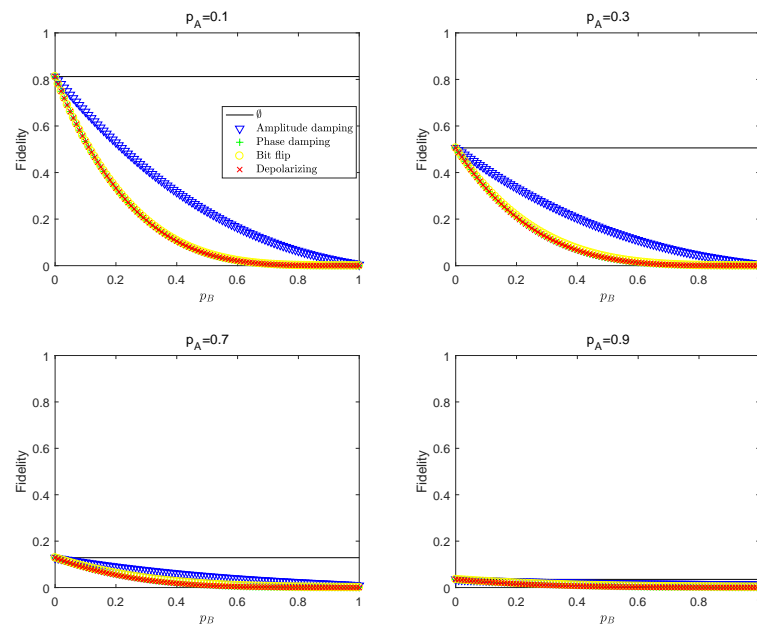 p_A=0.1
1
0.8
0.6
0.4
0.2
0
Fidelity
0 0.2 0.4 0.6 0.8 1
p_B
∅
Amplitude damping
Phase damping
Bit flip
Depolarizing
p_A=0.3
1
0.8
0.6
0.4
0.2
0
Fidelity
0 0.2 0.4 0.6 0.8
p_B
p_A=0.7
1
0.8
0.6
0.4
0.2
0
Fidelity
0 0.2 0.4 0.6 0.8 1
p_B
p_A=0.9
1
0.8
0.6
0.4
0.2
0
Fidelity
0 0.2 0.4 0.6 0.8
p_B